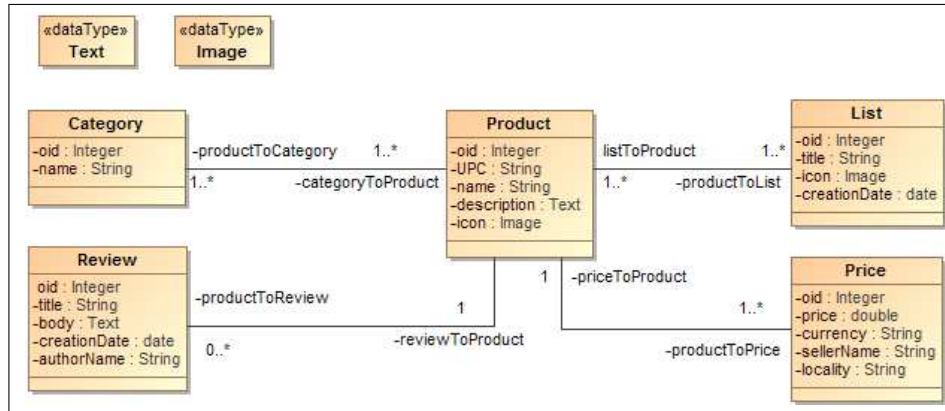 «dataType»
Text
«dataType»
Image
Category
-oid : Integer
-name : String
-productToCategory 1..*
1..* -categoryToProduct
Product
-oid : Integer
-UPC : String
-name : String
-description : Text
-icon : Image
listToProduct 1..*
1..* -productToList
List
-oid : Integer
-title : String
-icon : Image
-creationDate : date
Review
oid : Integer
-title : String
-body : Text
-creationDate : date
-authorName : String
-productToReview 1
0..* -reviewToProduct
1
1 -priceToProduct
1..*
-productToPrice
Price
-oid : Integer
-price : double
-currency : String
-sellerName : String
-locality : String